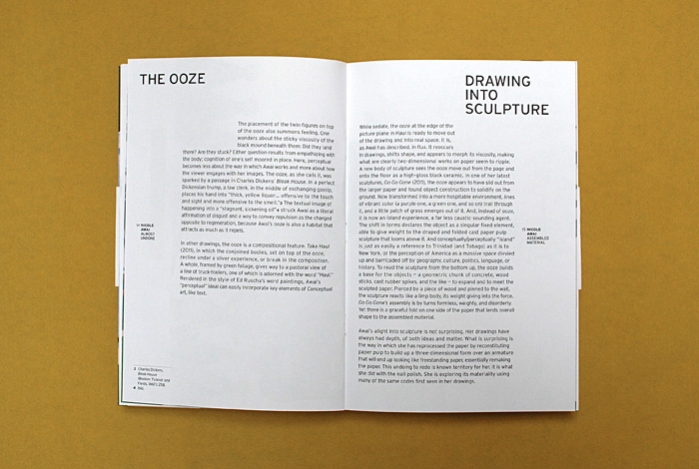 THE OOZE
The placement of the twin figures on top
of the ooze also summons feeling. One
wonders about the sticky viscosity of the
black mound beneath them: Did they land
there? Are they stuck? Either question results from empathizing with
the body, cognition of one's self mirrored in place. Here, perceptual
becomes less about the way in which Awai works and more about how
the viewer engages with her images. The ooze, as she calls it, was
sparked by a passage in Charles Dickens' Bleak House. In a perfect
Dickensian trump, a law clerk, in the middle of exchanging gossip,
places his hand into "thick, yellow liquor... offensive to the touch
and sight and more offensive to the smell."3 The textual image of
happening into a "stagnant, sickening oil"4 struck Awai as a literal
affirmation of disgust and a way to convey repulsion as the charged
opposite to regeneration, because Awai's ooze is also a habitat that
attracts as much as it repels.
In other drawings, the ooze is a compositional feature. Take Haul
(2011), in which the conjoined bodies, set on top of the ooze,
recline under a silver experience, or break in the composition.
A whole, framed by green foliage, gives way to a pastoral view of
a line of truck trailers, one of which is adorned with the word "Haul."
Rendered in the style of Ed Ruscha's word paintings, Awai's
"perceptual" ideal can easily incorporate key elements of Conceptual
art, like text.
NICOLE
AWAI
ALMOST
UNDONE
3 Charles Dickens,
Bleak House
4 Ibid.
DRAWING
INTO
SCULPTURE
While sedate, the ooze at the edge of the
picture plane in Haul is ready to move out
of the drawing and into real space. It is,
as Awai has described, in flux. It reoccurs
in drawings, shifts shape, and appears to morph. Its viscosity, making
what are clearly two-dimensional works on paper seem to ripple.
A new body of sculpture sees the ooze move out from the page and
onto the floor as a high-gloss black ceramic. In one of her latest
sculptures, Go Go Gone (2011), the ooze appears to have slid out from
the larger paper and found object construction to solidify on the
ground. Now transformed into a more hospitable environment, lines
of vibrant color (a purple one, a green one, and so on) trail through
it, and a little patch of grass emerges out of it. And, instead of ooze,
it is now an island experience, a far less caustic sounding agent.
The shift in terms declares the object as a singular fixed element,
able to give weight to the draped and folded cast paper pulp
sculpture that looms above it. And conceptually/perceptually "island"
is just as easily a reference to Trinidad (and Tobago) as it is to
New York, or the perception of America as a massive space divided
up and barricaded off by geography, culture, politics, language, or
history. To read the sculpture from the bottom up, the ooze builds
a base for the objects — a geometric chunk of concrete, wood
sticks, cast rubber spikes, and the like — to expand and to meet the
sculpted paper. Pierced by a piece of wood and pinned to the wall,
the sculpture reacts like a limp body, its weight giving into the force.
Go Go Gone's assembly is by turns formless, weighty, and disorderly.
Yet there is a graceful fold on one side of the paper that lends overall
shape to the assembled material.
Awai's slight into sculpture is not surprising. Her drawings have
always had depth, of both ideas and matter. What is surprising is
the way in which she has reprocessed the paper by reconstituting
paper pulp to build up a three-dimensional form over an armature
that will end up looking like freestanding paper, essentially remaking
the paper. This undoing to redo is known territory for her; it is what
she did with the nail polish. She is exploring its materiality using
many of the same codes first seen in her drawings.
NICOLE
AWAI
ASSEMBLED
MATERIAL